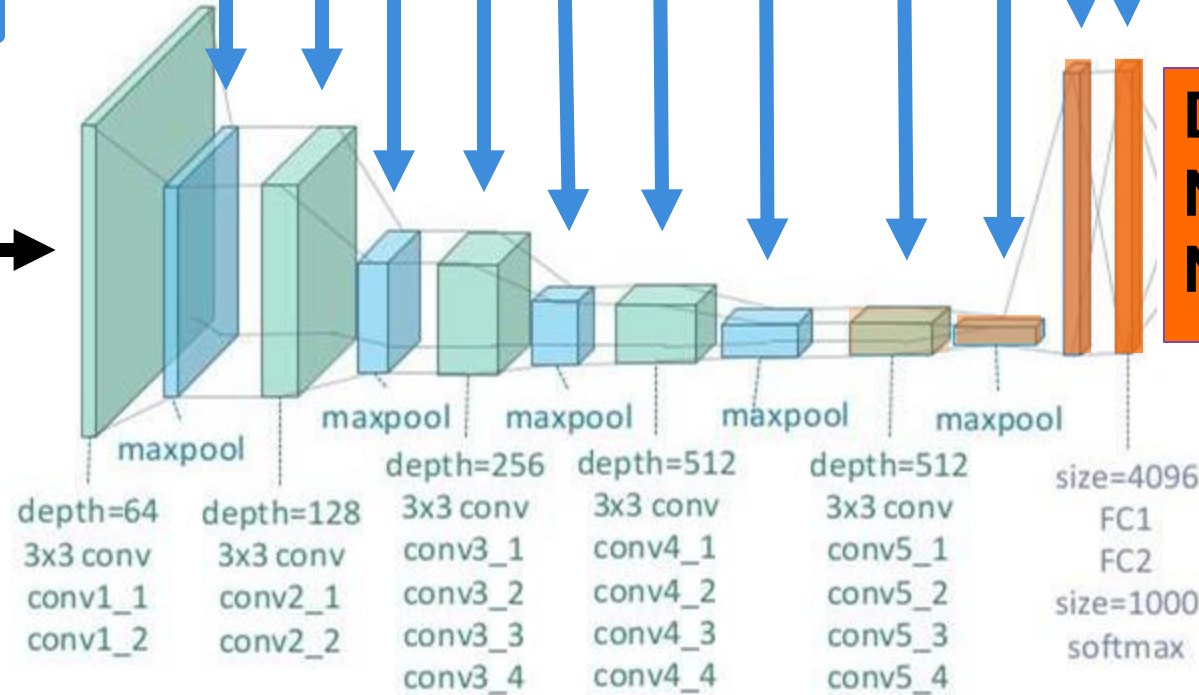 maxpool
maxpool
maxpool
maxpool
maxpool
depth=64
3x3 conv
conv1_1
conv1_2
depth=128
3x3 conv
conv2_1
conv2_2
depth=256
3x3 conv
conv3_1
conv3_2
conv3_3
conv3_4
depth=512
3x3 conv
conv4_1
conv4_2
conv4_3
conv4_4
depth=512
3x3 conv
conv5_1
conv5_2
conv5_3
conv5_4
size=4096
FC1
FC2
size=1000
softmax